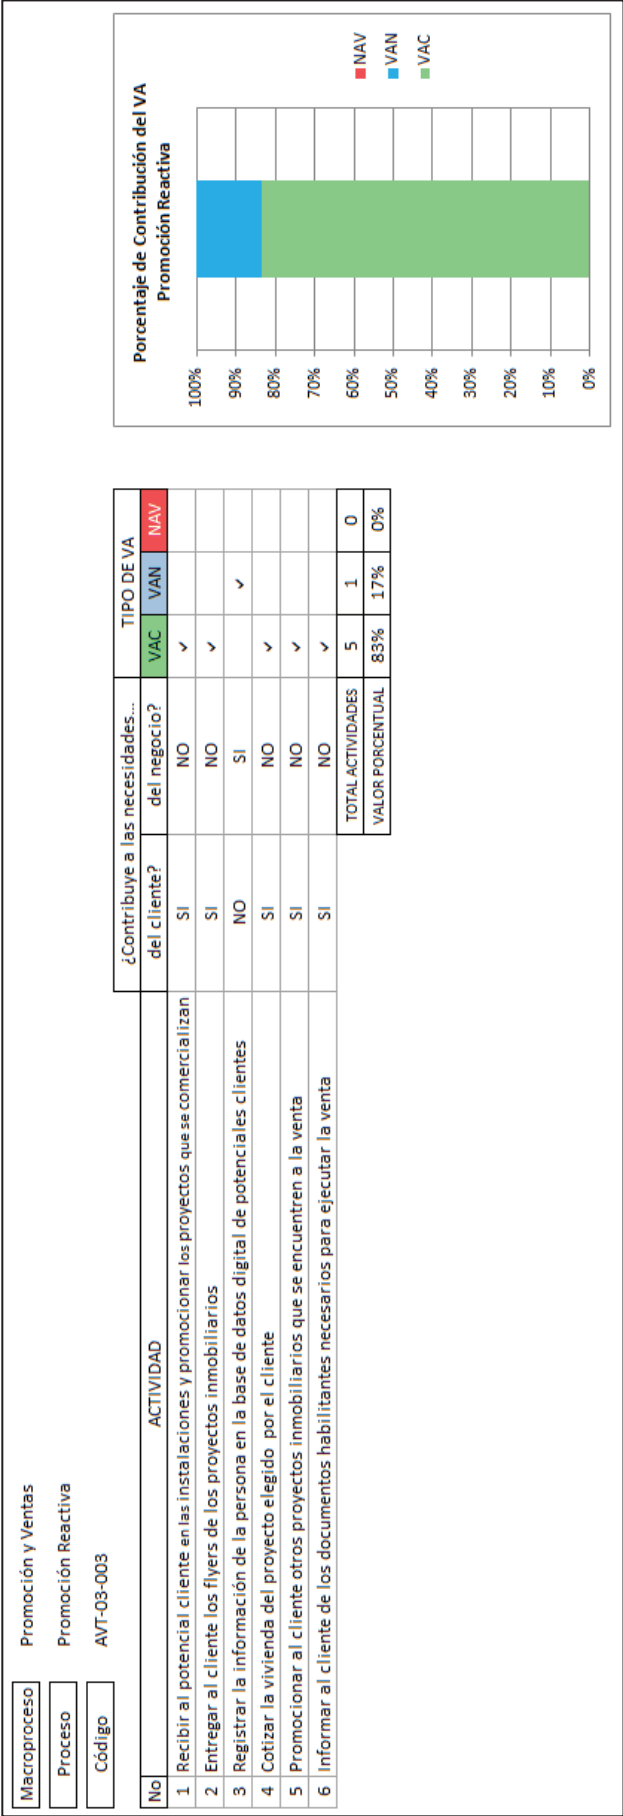 Macroproceso Promoción y Ventas
Proceso Promoción Reactiva
Código AVT-03-003
¿Contribuye a las necesidades... TIPO DE VA
No ACTIVIDAD del cliente? del negocio? VAC VAN NAV
1 Recibir al potencial cliente en las instalaciones y promocionar los proyectos que se comercializan SI NO ✓
2 Entregar al cliente los flyers de los proyectos inmobiliarios SI NO ✓
3 Registrar la información de la persona en la base de datos digital de potenciales clientes NO SI ✓
4 Cotizar la vivienda del proyecto elegido por el cliente SI NO ✓
5 Promocionar al cliente otros proyectos inmobiliarios que se encuentren a la venta SI NO ✓
6 Informar al cliente de los documentos habilitantes necesarios para ejecutar la venta SI NO ✓
TOTAL ACTIVIDADES 5 1 0
VALOR PORCENTUAL 83% 17% 0%
Porcentaje de Contribución del VA
Promoción Reactiva
100%
90%
80%
70%
60%
50%
40%
30%
20%
10%
0%
NAV
VAN
VAC